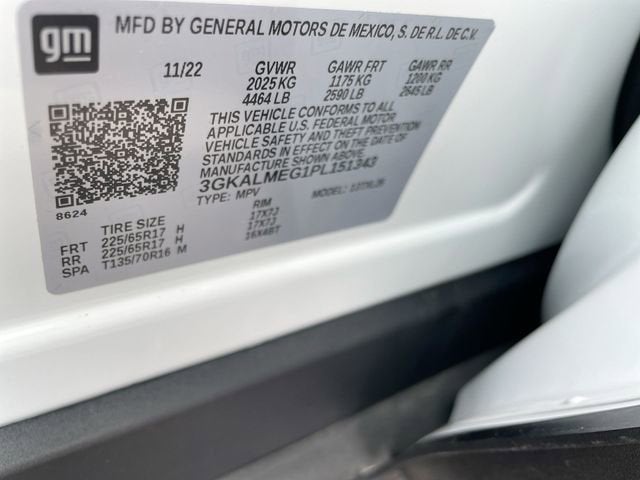 gm
MFD BY GENERAL MOTORS DE MEXICO, S. DE R.L. DE C.V.
11/22 GVWR GAWR FRT GAWR RR
2025 KG 1175 KG 1200 KG
4464 LB 2590 LB 2645 LB
THIS VEHICLE CONFORMS TO ALL
APPLICABLE U.S. FEDERAL MOTOR
VEHICLE SAFETY AND THEFT PREVENTION
STANDARDS IN EFFECT ON THE DATE OF
MANUFACTURE SHOWN ABOVE.
3GKALMEG1PL151343
TYPE: MPV MODEL:
8624
TIRE SIZE RIM
FRT 225/65R17 H 17X7J
RR 225/65R17 H 17X7J
SPA T135/70R16 M 16X4BT